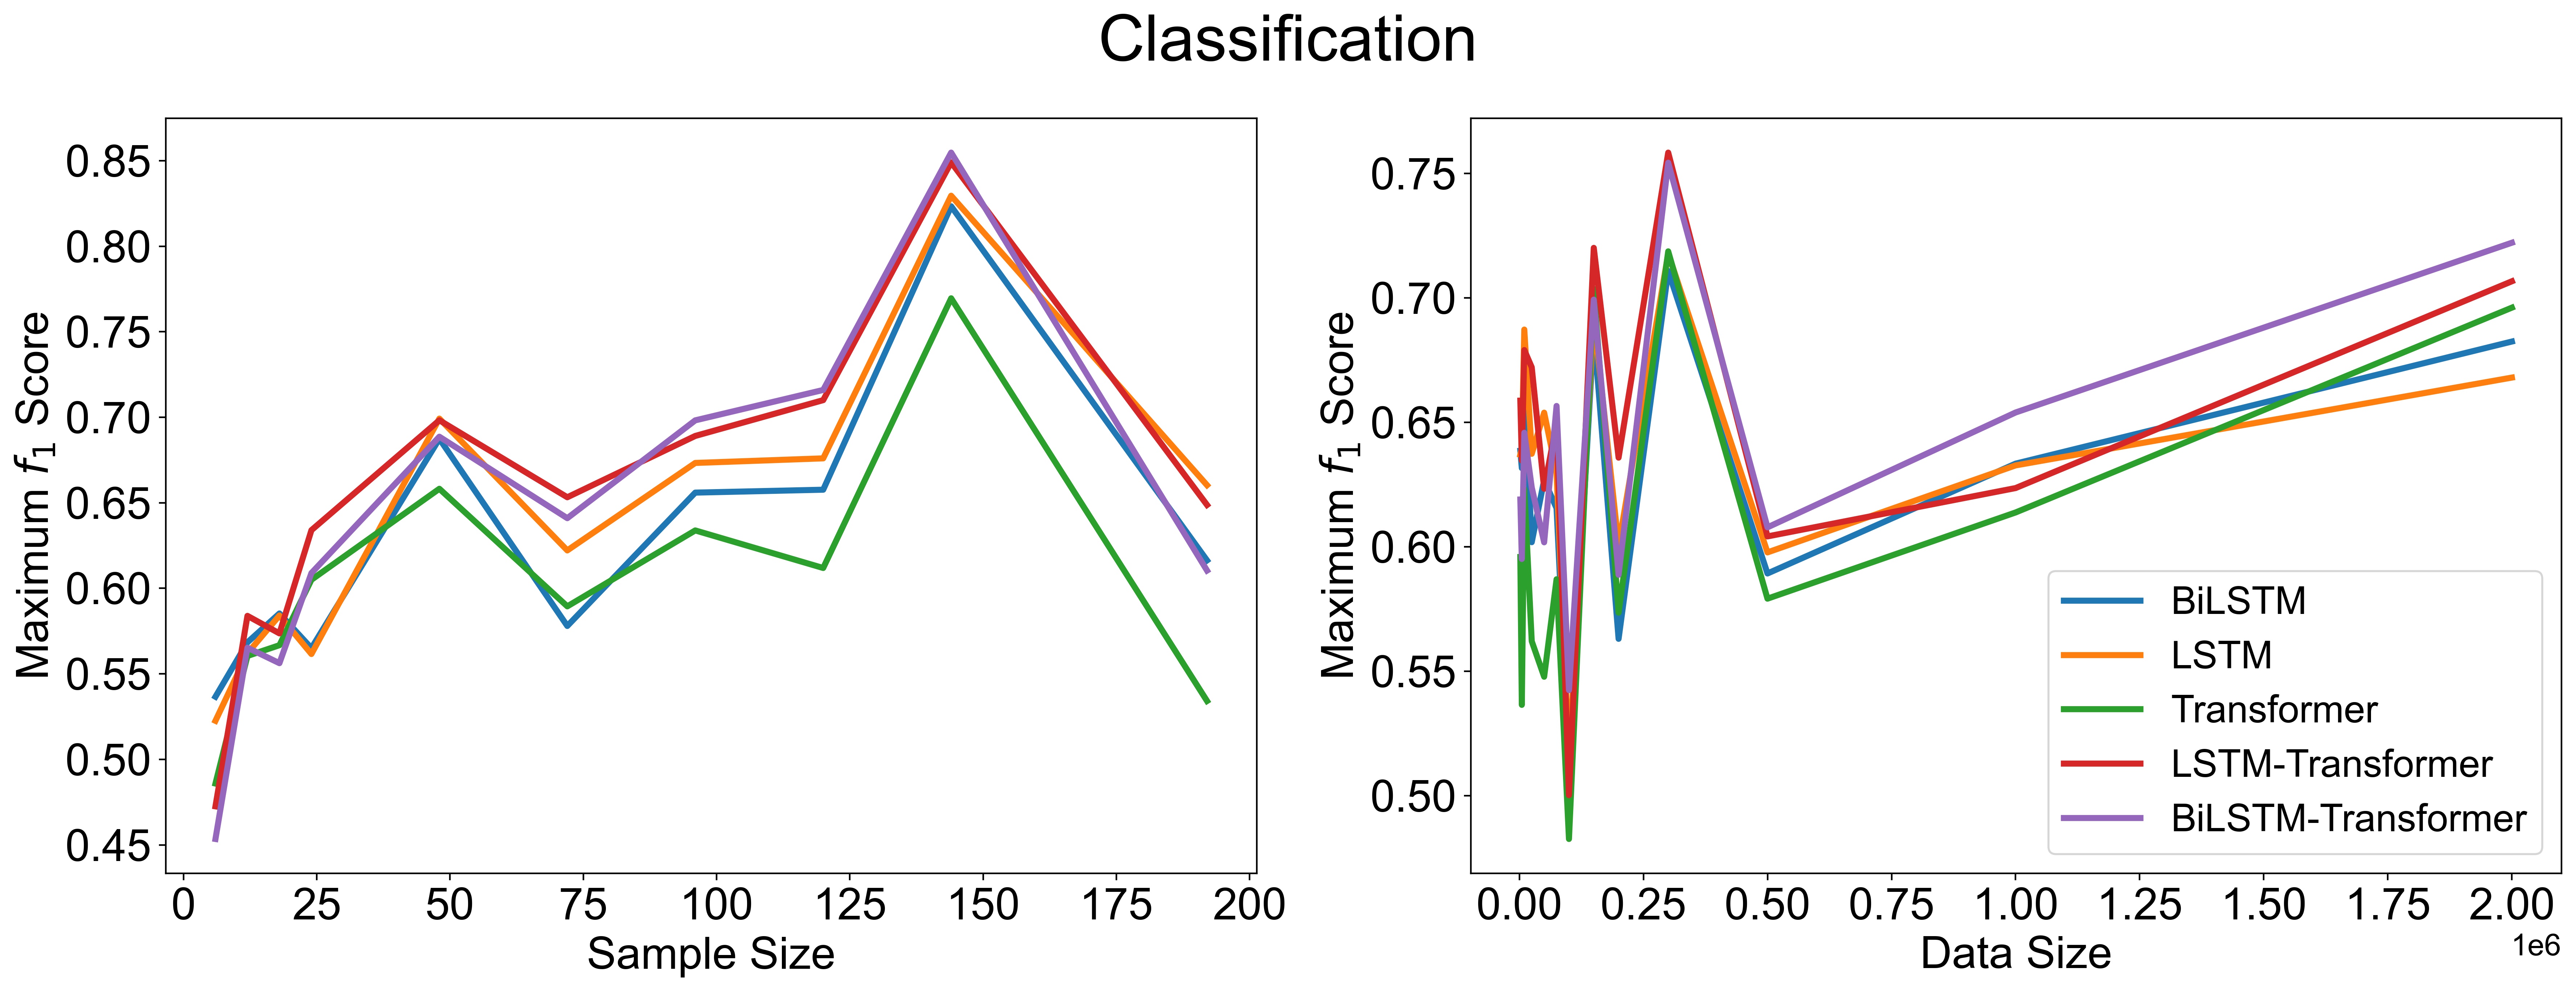 Classification
Maximum f1 Score
0.85
0.80
0.75
0.70
0.65
0.60
0.55
0.50
0.45
0 25 50 75 100 125 150 175 200
Sample Size
Maximum f1 Score
0.75
0.70
0.65
0.60
0.55
0.50
BiLSTM
LSTM
Transformer
LSTM-Transformer
BiLSTM-Transformer
0.00 0.25 0.50 0.75 1.00 1.25 1.50 1.75 2.00
1e6
Data Size